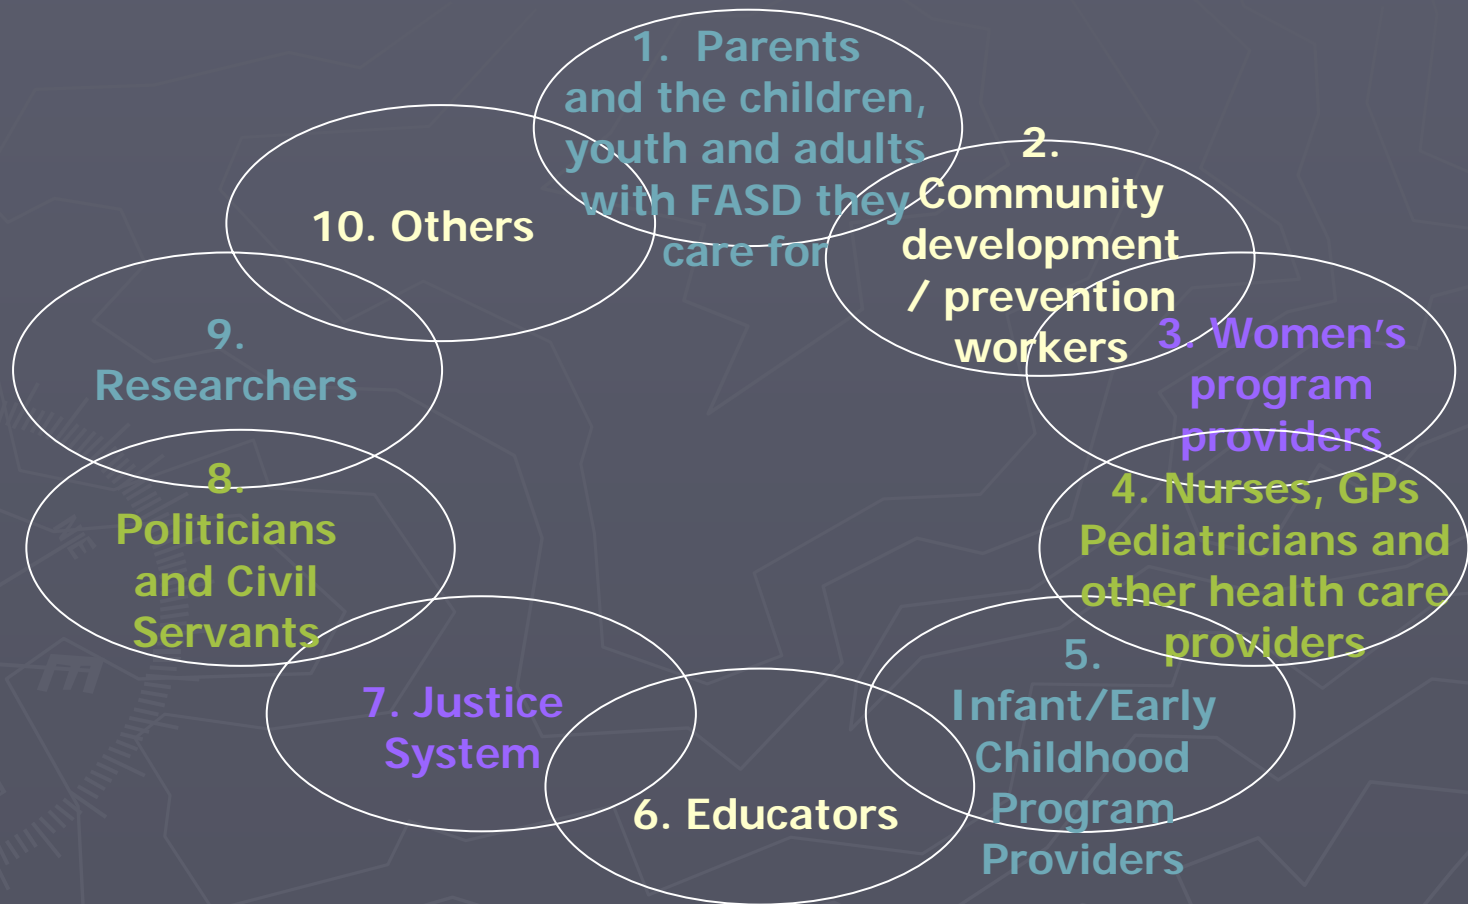 1. Parents
and the children,
youth and adults
with FASD they
care for
2.
Community
development
/ prevention
workers
3. Women’s
program
providers
4. Nurses, GPs
Pediatricians and
other health care
providers
5.
Infant/Early
Childhood
Program
Providers
6. Educators
7. Justice
System
8.
Politicians
and Civil
Servants
9.
Researchers
10. Others
NE
E